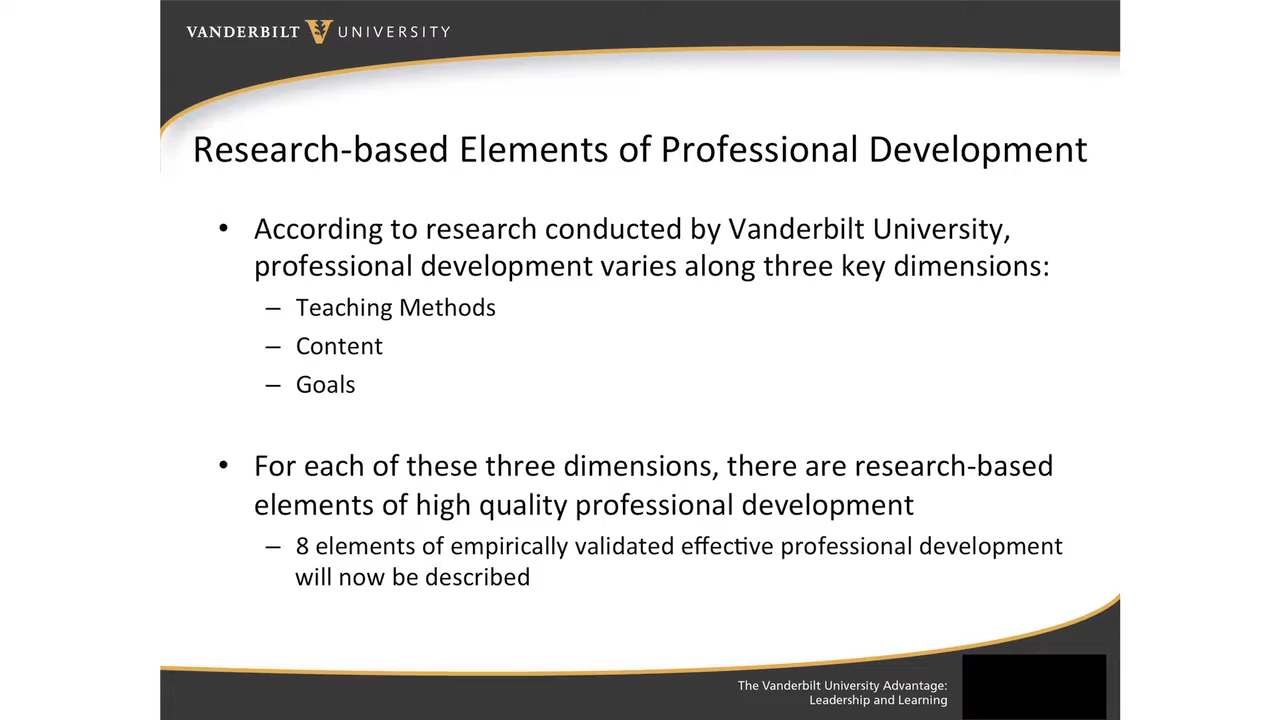 VANDERBILT UNIVERSITY
Research-based Elements of Professional Development
• According to research conducted by Vanderbilt University,
professional development varies along three key dimensions:
– Teaching Methods
– Content
– Goals
• For each of these three dimensions, there are research-based
elements of high quality professional development
– 8 elements of empirically validated effective professional development
will now be described
The Vanderbilt University Advantage:
Leadership and Learning